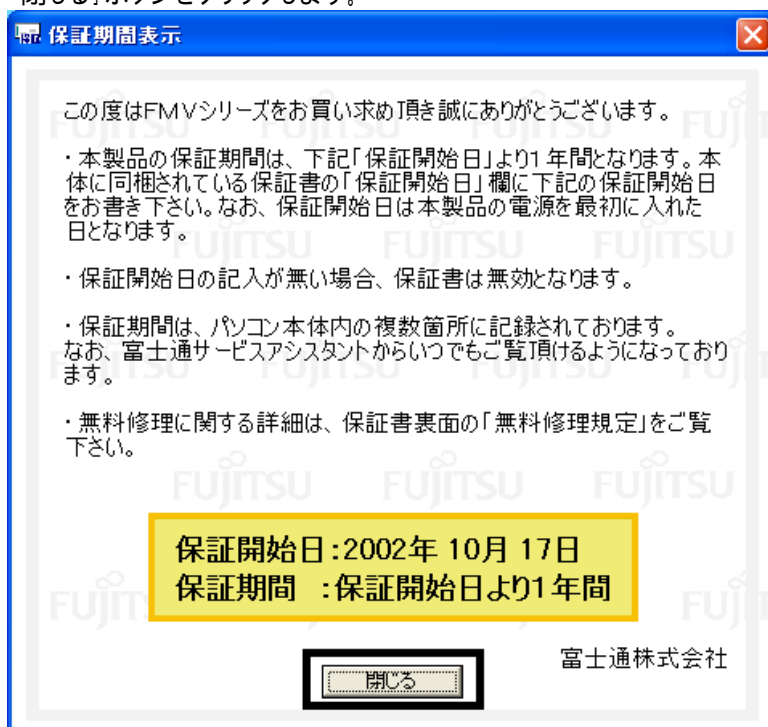 閉じる」ボタンをクリックします。
保証期間表示
この度はFMVシリーズをお買い求め頂き誠にありがとうございます。
・本製品の保証期間は、下記「保証開始日」より1年間となります。本
体に同梱されている保証書の「保証開始日」欄に下記の保証開始日
をお書き下さい。なお、保証開始日は本製品の電源を最初に入れた
日となります。
・保証開始日の記入が無い場合、保証書は無効となります。
・保証期間は、パソコン本体内の複数箇所に記録されております。
なお、富士通サービスアシスタントからいつでもご覧頂けるようになっており
ます。
・無料修理に関する詳細は、保証書裏面の「無料修理規定」をご覧
下さい。
FUJITSU FUJITSU FUJITSU
保証開始日:2002年 10月 17日
保証期間 :保証開始日より1年間
富士通株式会社
閉じる